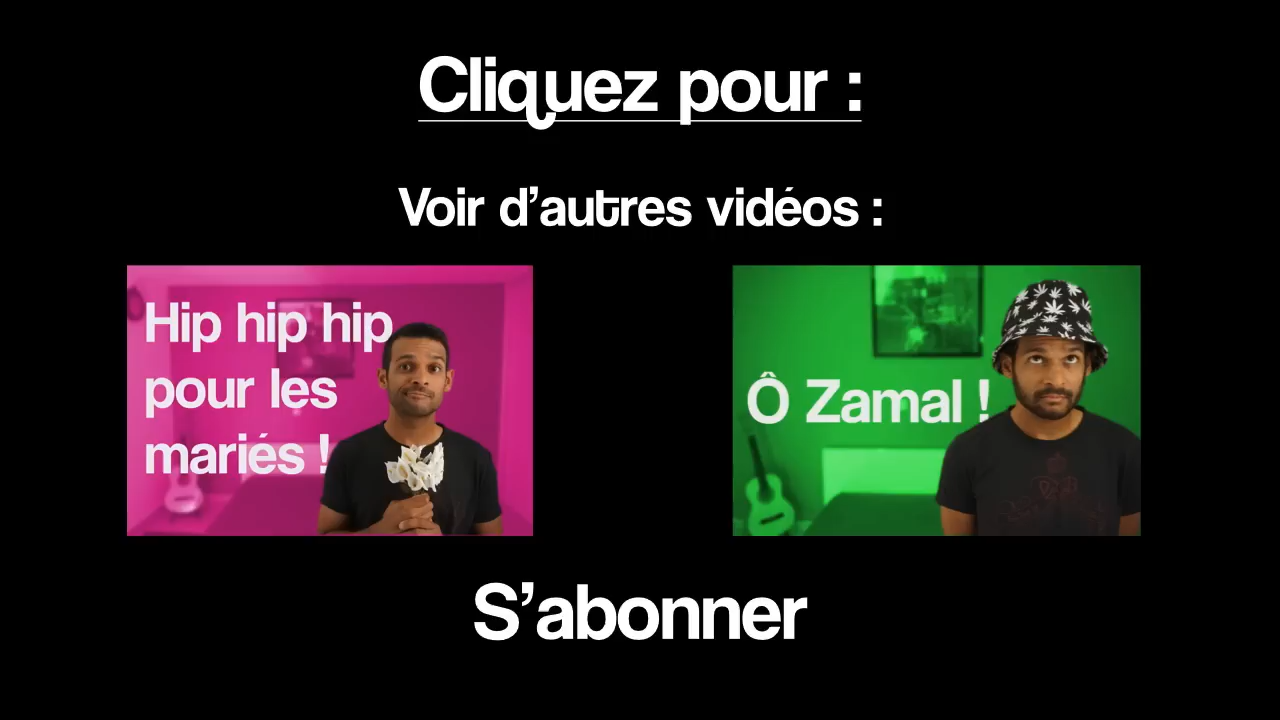 Cliquez pour :
Voir d’autres vidéos :
Hip hip hip
pour les
mariés !
Ô Zamal !
S’abonner